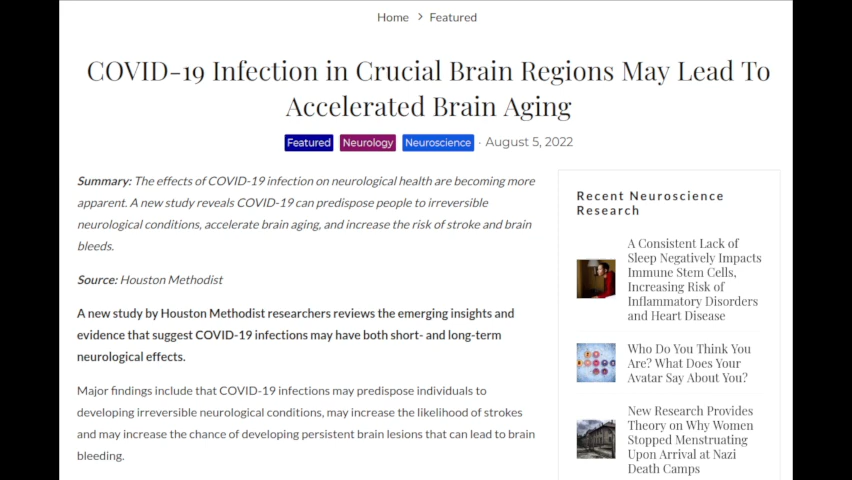 Home > Featured
COVID-19 Infection in Crucial Brain Regions May Lead To
Accelerated Brain Aging
Featured Neurology Neuroscience · August 5, 2022
Summary: The effects of COVID-19 infection on neurological health are becoming more
apparent. A new study reveals COVID-19 can predispose people to irreversible
neurological conditions, accelerate brain aging, and increase the risk of stroke and brain
bleeds.
Source: Houston Methodist
A new study by Houston Methodist researchers reviews the emerging insights and
evidence that suggest COVID-19 infections may have both short- and long-term
neurological effects.
Major findings include that COVID-19 infections may predispose individuals to
developing irreversible neurological conditions, may increase the likelihood of strokes
and may increase the chance of developing persistent brain lesions that can lead to brain
bleeding.
Recent Neuroscience
Research
A Consistent Lack of
Sleep Negatively Impacts
Immune Stem Cells,
Increasing Risk of
Inflammatory Disorders
and Heart Disease
Who Do You Think You
Are? What Does Your
Avatar Say About You?
New Research Provides
Theory on Why Women
Stopped Menstruating
Upon Arrival at Nazi
Death Camps